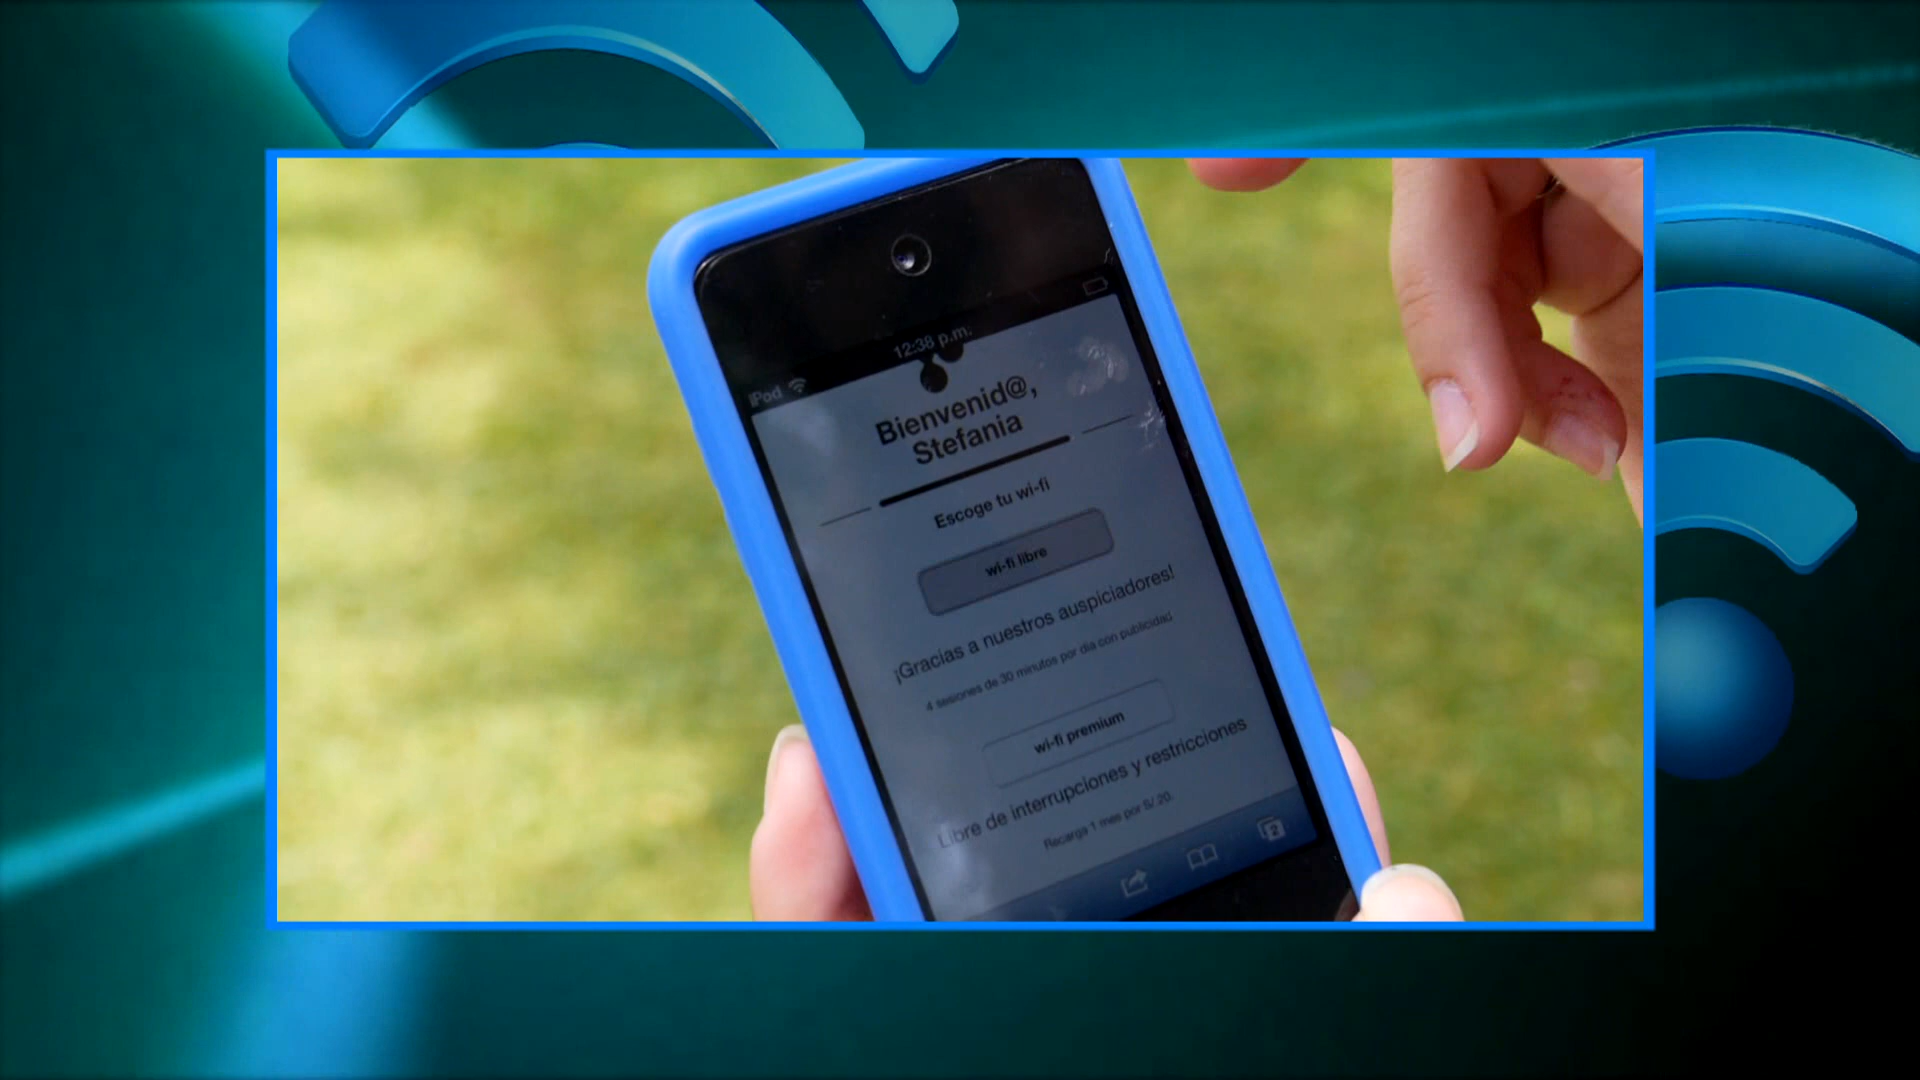 12:38 p.m.
iPod
Bienvenid@,
Stefania
Escoge tu wi-fi
wi-fi libre
¡Gracias a nuestros auspiciadores!
4 sesiones de 30 minutos por día con publicidad
wi-fi premium
Libre de interrupciones y restricciones
Recarga 1 mes por S/.20.
2